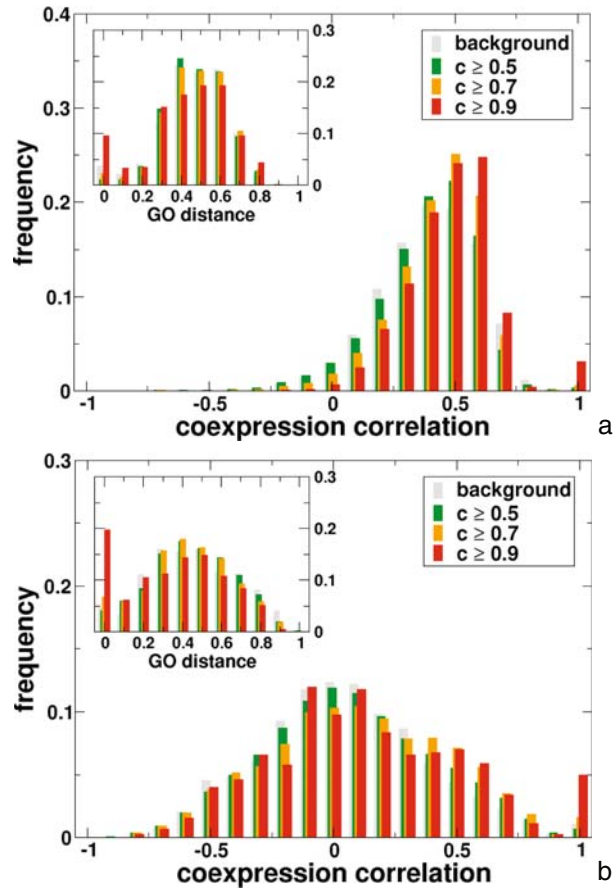 0.4
0.3
0.2
0.1
0
frequency
-1
-0.5
0
0.5
1
coexpression correlation
a
0.3
0.2
0.1
0
0
0.2
0.4
0.6
0.8
1
GO distance
background
c ≥ 0.5
c ≥ 0.7
c ≥ 0.9
0.3
0.2
0.1
0
frequency
-1
-0.5
0
0.5
1
coexpression correlation
b
0.3
0.2
0.1
0
0
0.2
0.4
0.6
0.8
1
GO distance
background
c ≥ 0.5
c ≥ 0.7
c ≥ 0.9